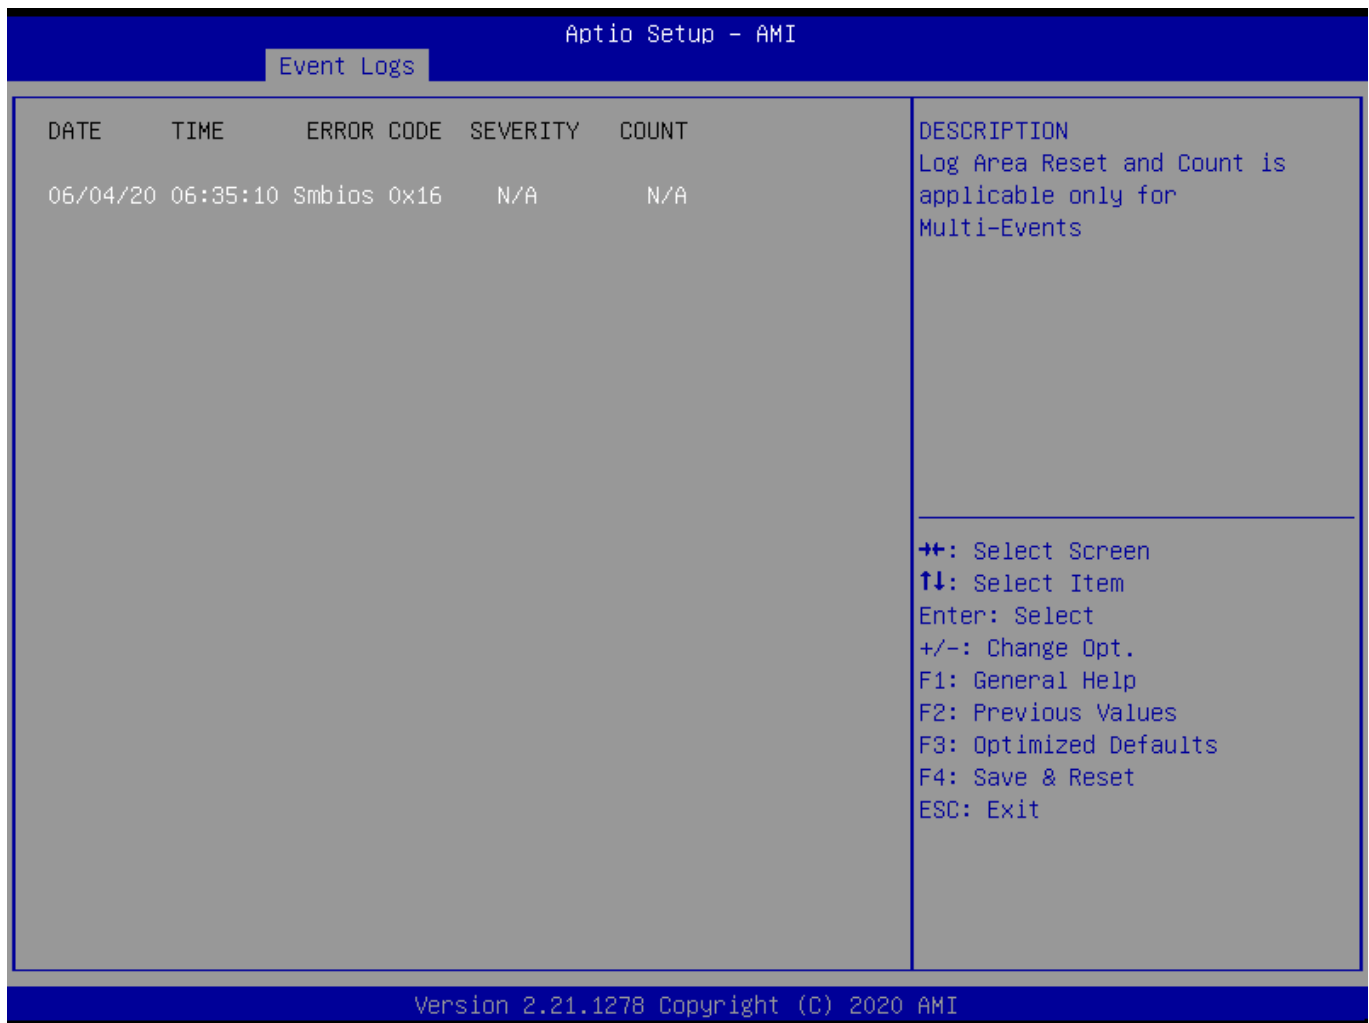 Aptio Setup – AMI
Event Logs
DATE TIME ERROR CODE SEVERITY COUNT
06/04/20 06:35:10 Smbios 0x16 N/A N/A
DESCRIPTION
Log Area Reset and Count is
applicable only for
Multi-Events
→←: Select Screen
↑↓: Select Item
Enter: Select
+/-: Change Opt.
F1: General Help
F2: Previous Values
F3: Optimized Defaults
F4: Save & Reset
ESC: Exit
Version 2.21.1278 Copyright (C) 2020 AMI